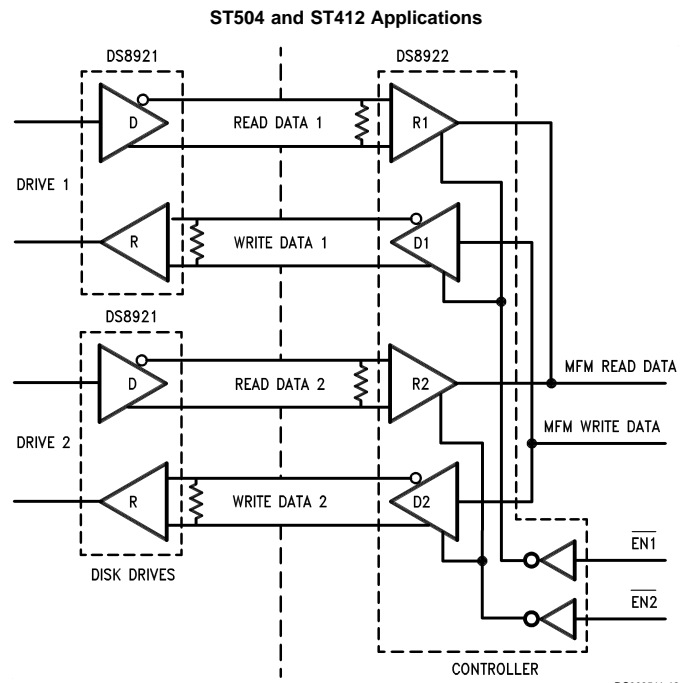 ST504 and ST412 Applications
DS8921
DS8922
D
READ DATA 1
R1
DRIVE 1
R
WRITE DATA 1
D1
DS8921
D
READ DATA 2
R2
MFM READ DATA
MFM WRITE DATA
DRIVE 2
R
WRITE DATA 2
D2
EN1
DISK DRIVES
EN2
CONTROLLER